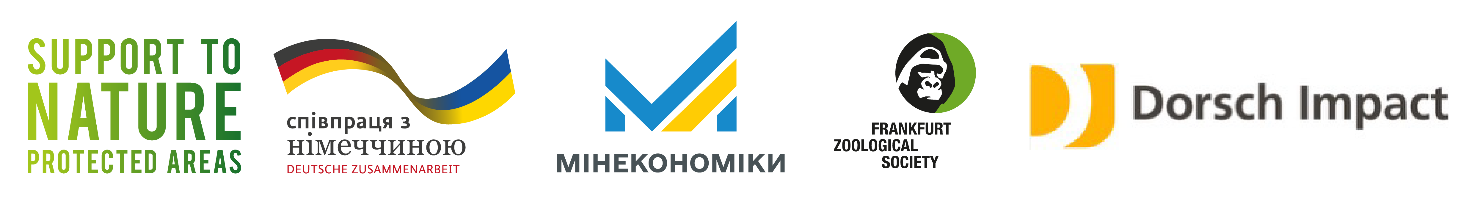 SUPPORT TO
NATURE
PROTECTED AREAS
співпраця з
німеччиною
DEUTSCHE ZUSAMMENARBEIT
МІНЕКОНОМІКИ
FRANKFURT
ZOOLOGICAL
SOCIETY
Dorsch Impact